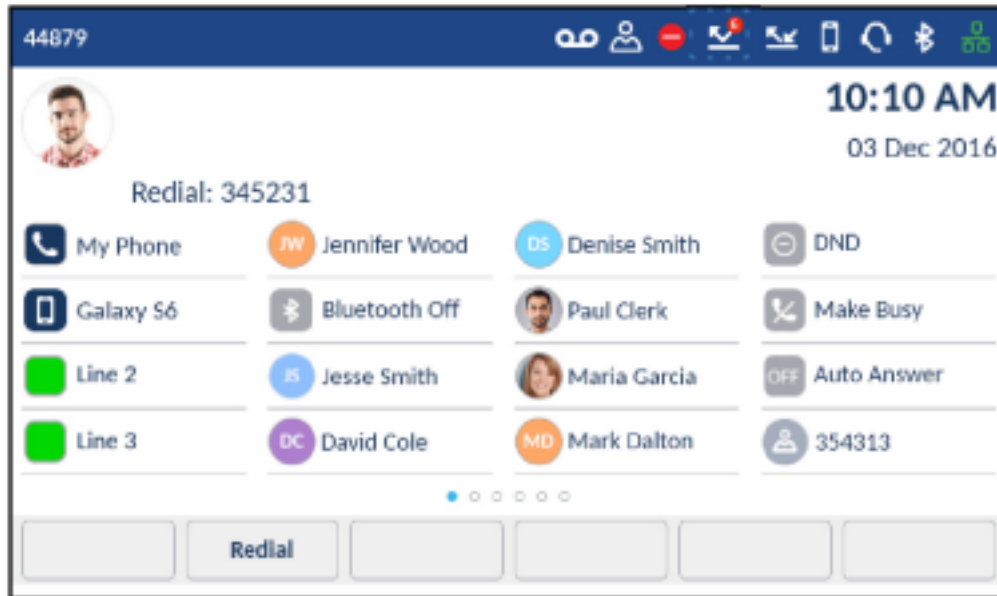 44879
10:10 AM
03 Dec 2016
Redial: 345231
My Phone
JW Jennifer Wood
DS Denise Smith
DND
Galaxy S6
Bluetooth Off
Paul Clerk
Make Busy
Line 2
JS Jesse Smith
Maria Garcia
OFF Auto Answer
Line 3
DC David Cole
MD Mark Dalton
354313
Redial